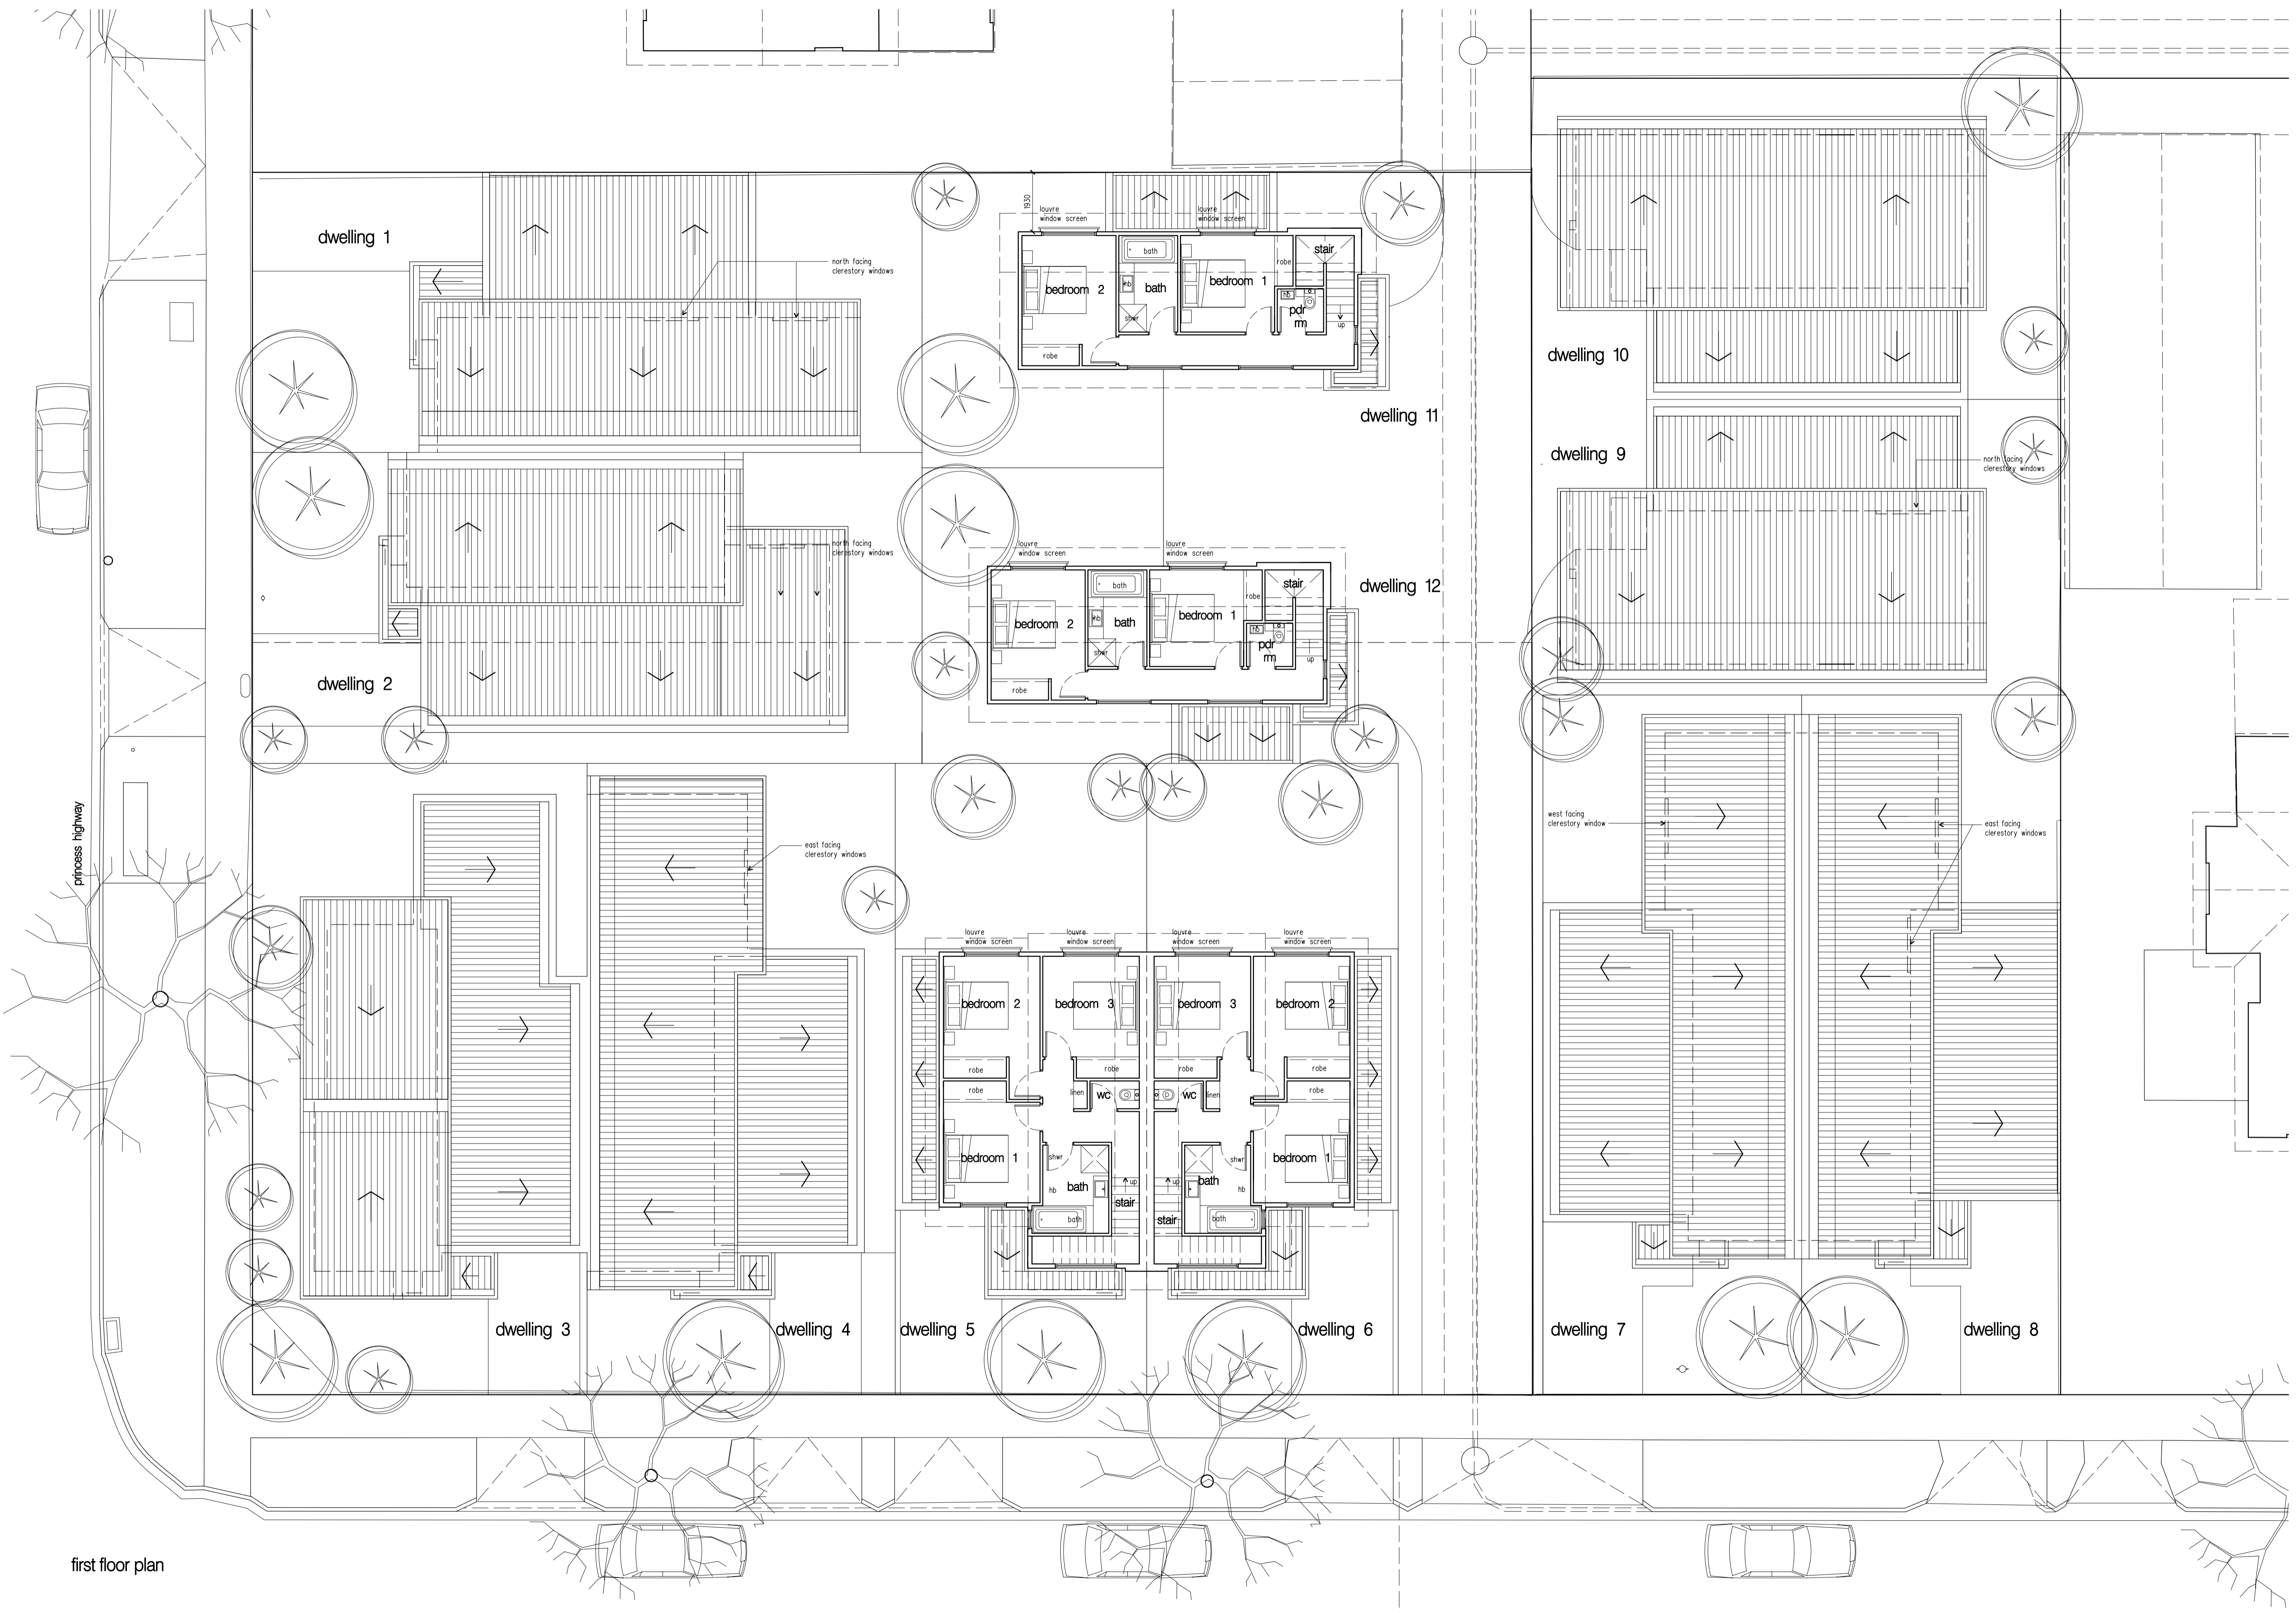 dwelling 1
north facing
clerestory windows
1930
louvre
window screen
louvre
window screen
bath
stair
robe
bedroom 2
hb
bath
bedroom 1
hb
pdr
rm
shwr
up
robe
dwelling 11
dwelling 10
dwelling 9
north facing
clerestory windows
north facing
clerestory windows
louvre
window screen
louvre
window screen
bath
stair
robe
dwelling 12
bedroom 2
hb
bath
bedroom 1
hb
pdr
rm
shwr
up
robe
dwelling 2
princess highway
east facing
clerestory windows
west facing
clerestory window
east facing
clerestory windows
louvre
window screen
louvre
window screen
louvre
window screen
louvre
window screen
bedroom 2
bedroom 3
bedroom 3
bedroom 2
robe
robe
robe
robe
robe
linen
wc
wc
linen
robe
bedroom 1
shwr
shwr
bedroom 1
bath
hb
up
up
bath
hb
stair
bath
stair
bath
dwelling 3
dwelling 4
dwelling 5
dwelling 6
dwelling 7
dwelling 8
first floor plan